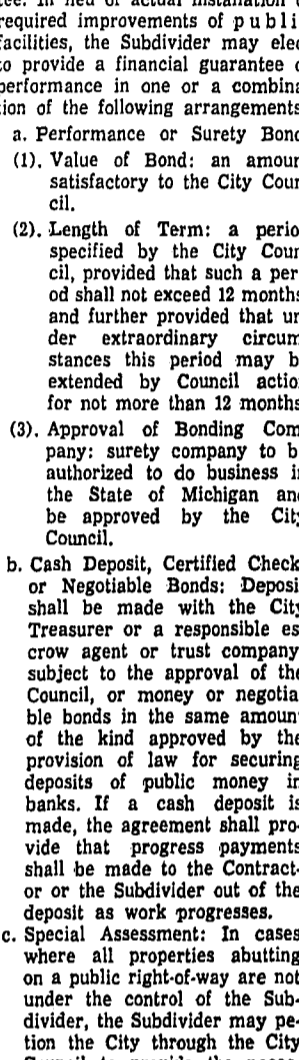 tee. In lieu of actual installation o
required improvements of publi
facilities, the Subdivider may elec
to provide a financial guarantee o
performance in one or a combina
tion of the following arrangements
a. Performance or Surety Bond
(1). Value of Bond: an amoun
satisfactory to the City Coun
cil.
(2). Length of Term: a perio
specified by the City Coun
cil, provided that such a per
od shall not exceed 12 months
and further provided that un
der extraordinary circum
stances this period may b
extended by Council actio
for not more than 12 months
(3). Approval of Bonding Com
pany: surety company to b
authorized to do business i
the State of Michigan and
be approved by the City
Council.
b. Cash Deposit, Certified Check
or Negotiable Bonds: Deposi
shall be made with the City
Treasurer or a responsible es
crow agent or trust company
subject to the approval of the
Council, or money or negotia
ble bonds in the same amount
of the kind approved by the
provision of law for securing
deposits of public money in
banks. If a cash deposit is
made, the agreement shall pro-
vide that progress payments
shall be made to the Contract-
or or the Subdivider out of the
deposit as work progresses.
c. Special Assessment: In cases
where all properties abutting
on a public right-of-way are not
under the control of the Sub-
divider, the Subdivider may pe-
tion the City through the City